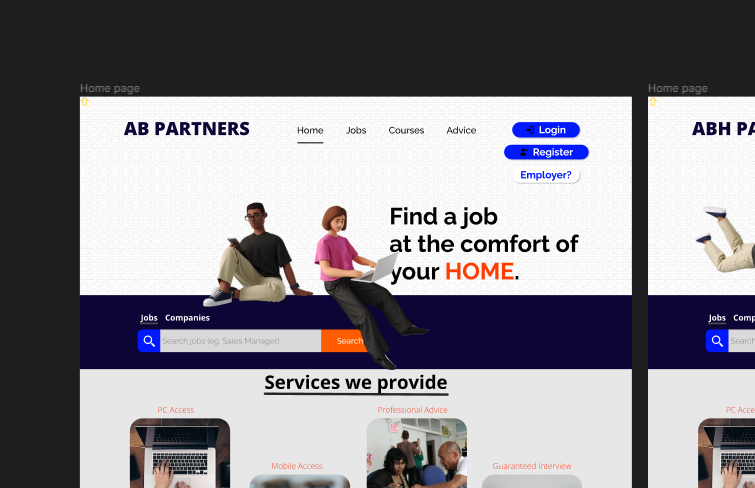 Home page
Home page
AB PARTNERS
Home Jobs Courses Advice
Login
Register
Employer?
ABH PA
Find a job
at the comfort of
your HOME.
Jobs Companies
Search jobs (eg. Sales Manager)
Search
Jobs Comp
Search
Services we provide
PC Access
Professional Advice
Mobile Access
Guaranteed Interview
PC Acce